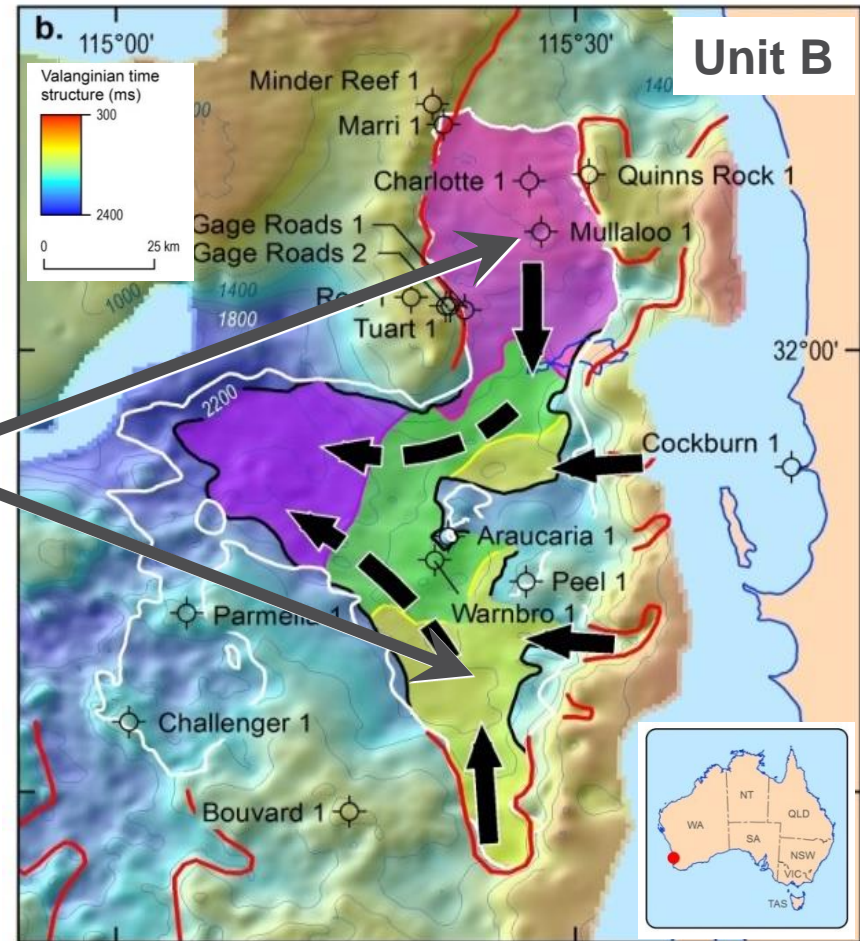 b.
115°00'
115°30'
Unit B
Valanginian time
structure (ms)
300
2400
0
25 km
Minder Reef 1
Marri 1
Charlotte 1
Quinns Rock 1
Gage Roads 1
Gage Roads 2
Mullaloo 1
1000
1400
1800
Tuart 1
32°00'
2200
Cockburn 1
Araucaria 1
Peel 1
Warnbro 1
Parmelia 1
Challenger 1
Bouvard 1
NT
QLD
WA
SA
NSW
VIC
TAS